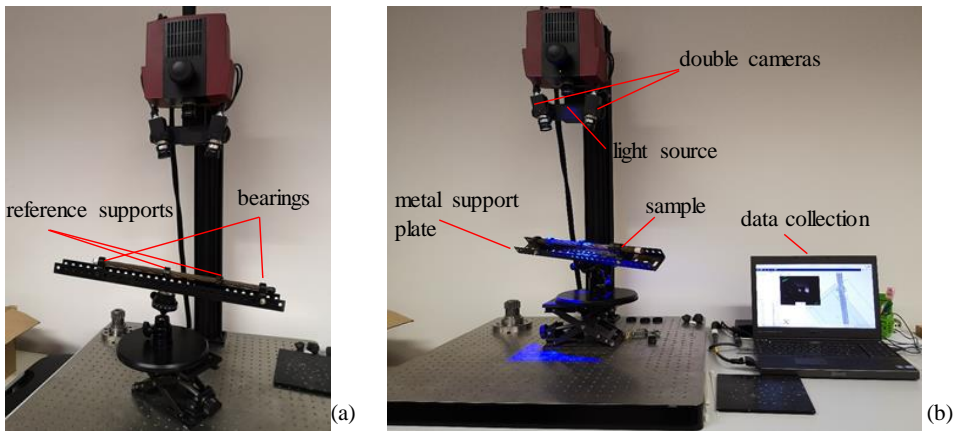 bearings
reference supports
(a)
double cameras
light source
metal support
plate
sample
data collection
(b)